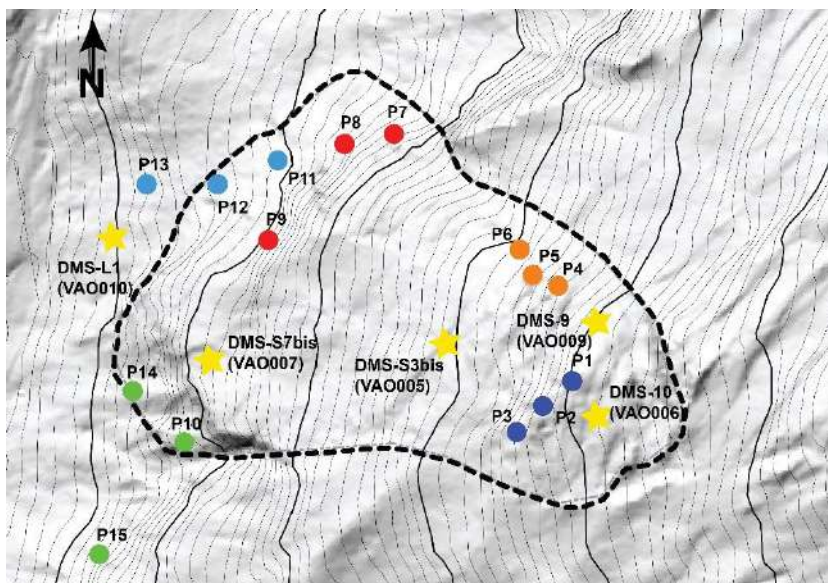 N
P7
P8
P13
P11
P12
P9
P6
P5
P4
DMS-L1
(VAO010)
DMS-S7bis
(VAO007)
DMS-S3bis
(VAO005)
DMS-9
(VAO009)
P1
P14
DMS-10
(VAO006)
P2
P3
P10
P15